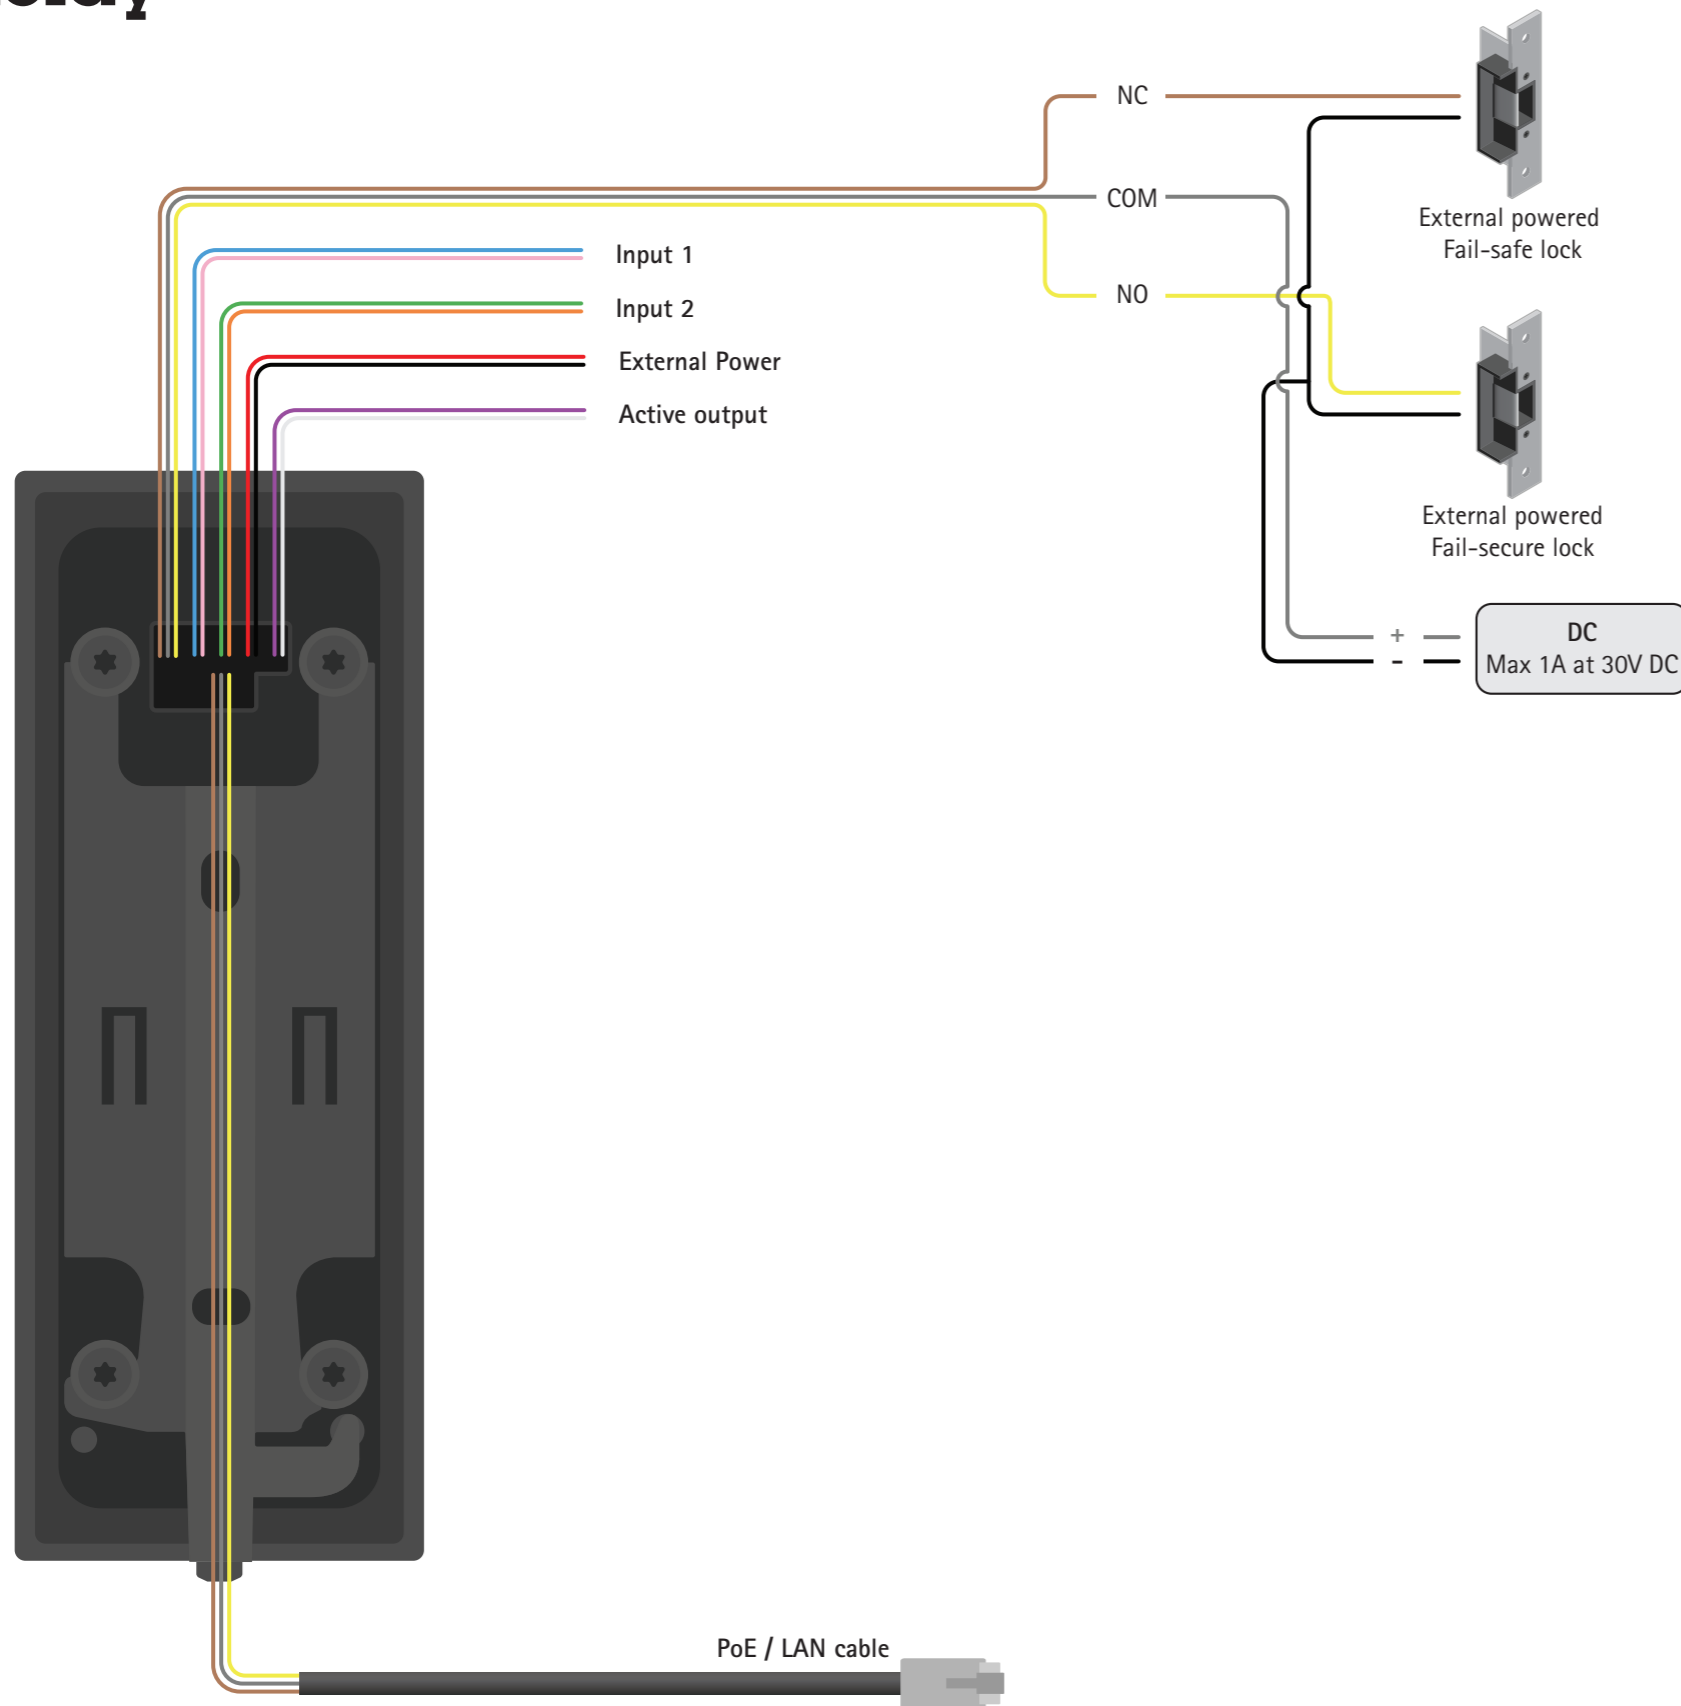 NC
COM
NO
Input 1
Input 2
External Power
Active output
External powered
Fail-safe lock
External powered
Fail-secure lock
+
-
DC
Max 1A at 30V DC
PoE / LAN cable